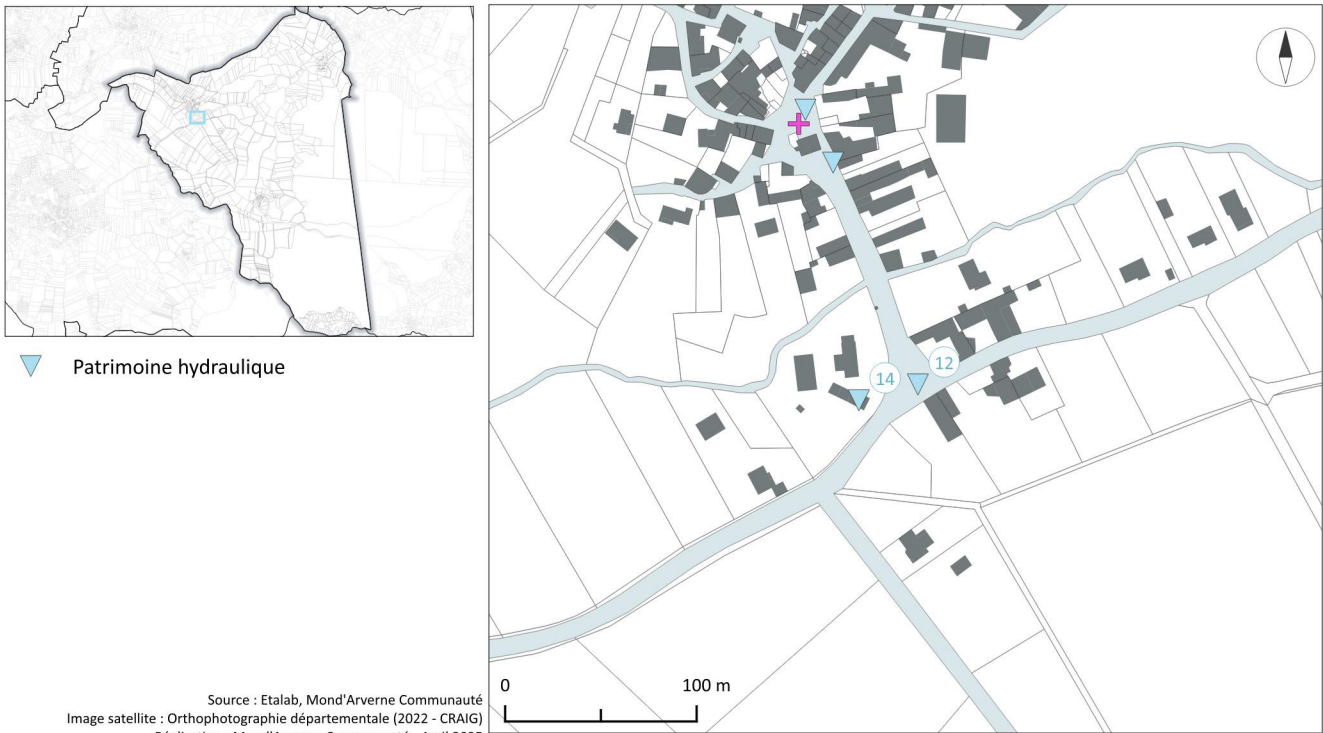 Patrimoine hydraulique
14
12
0 100 m
Source : Etalab, Mond'Arverne Communauté
Image satellite : Orthophotographie départementale (2022 - CRAIG)